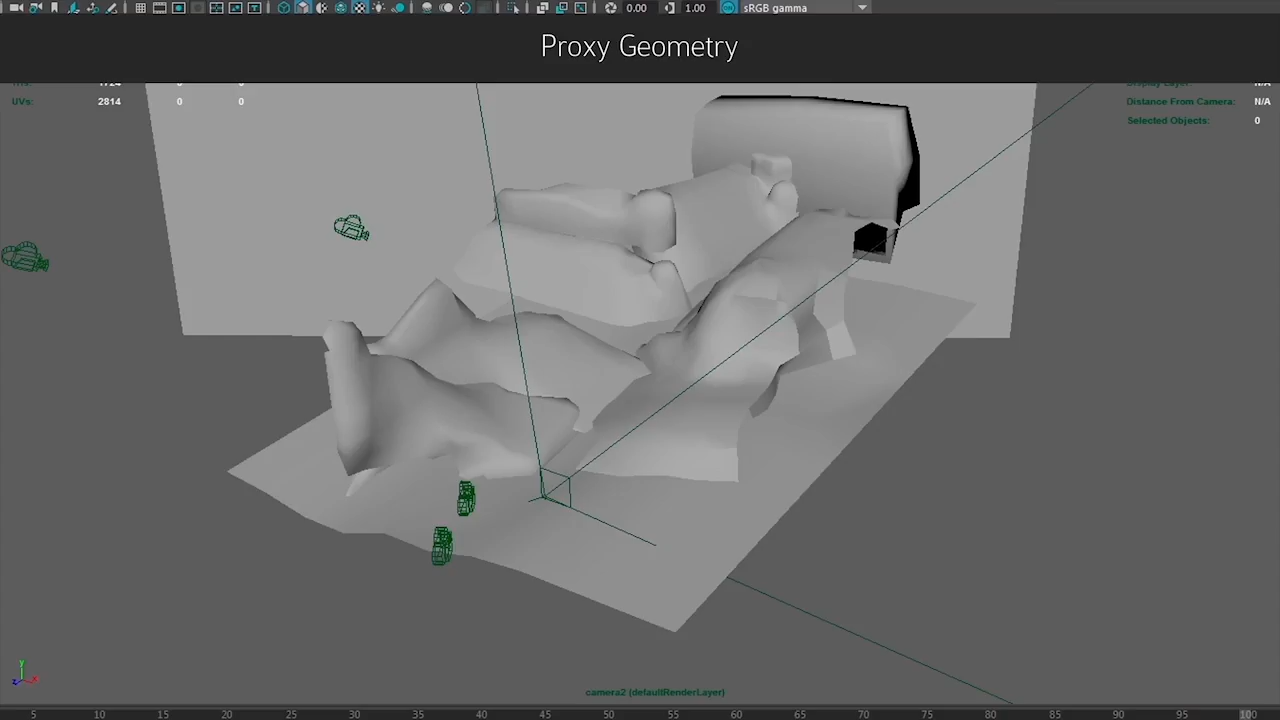 0.00 1.00 sRGB gamma
Proxy Geometry
UVs: 2814 0 0
Distance From Camera: N/A
Selected Objects: 0
camera2 (defaultRenderLayer)
y
z x
5 10 15 20 25 30 35 40 45 50 55 60 65 70 75 80 85 90 95 100